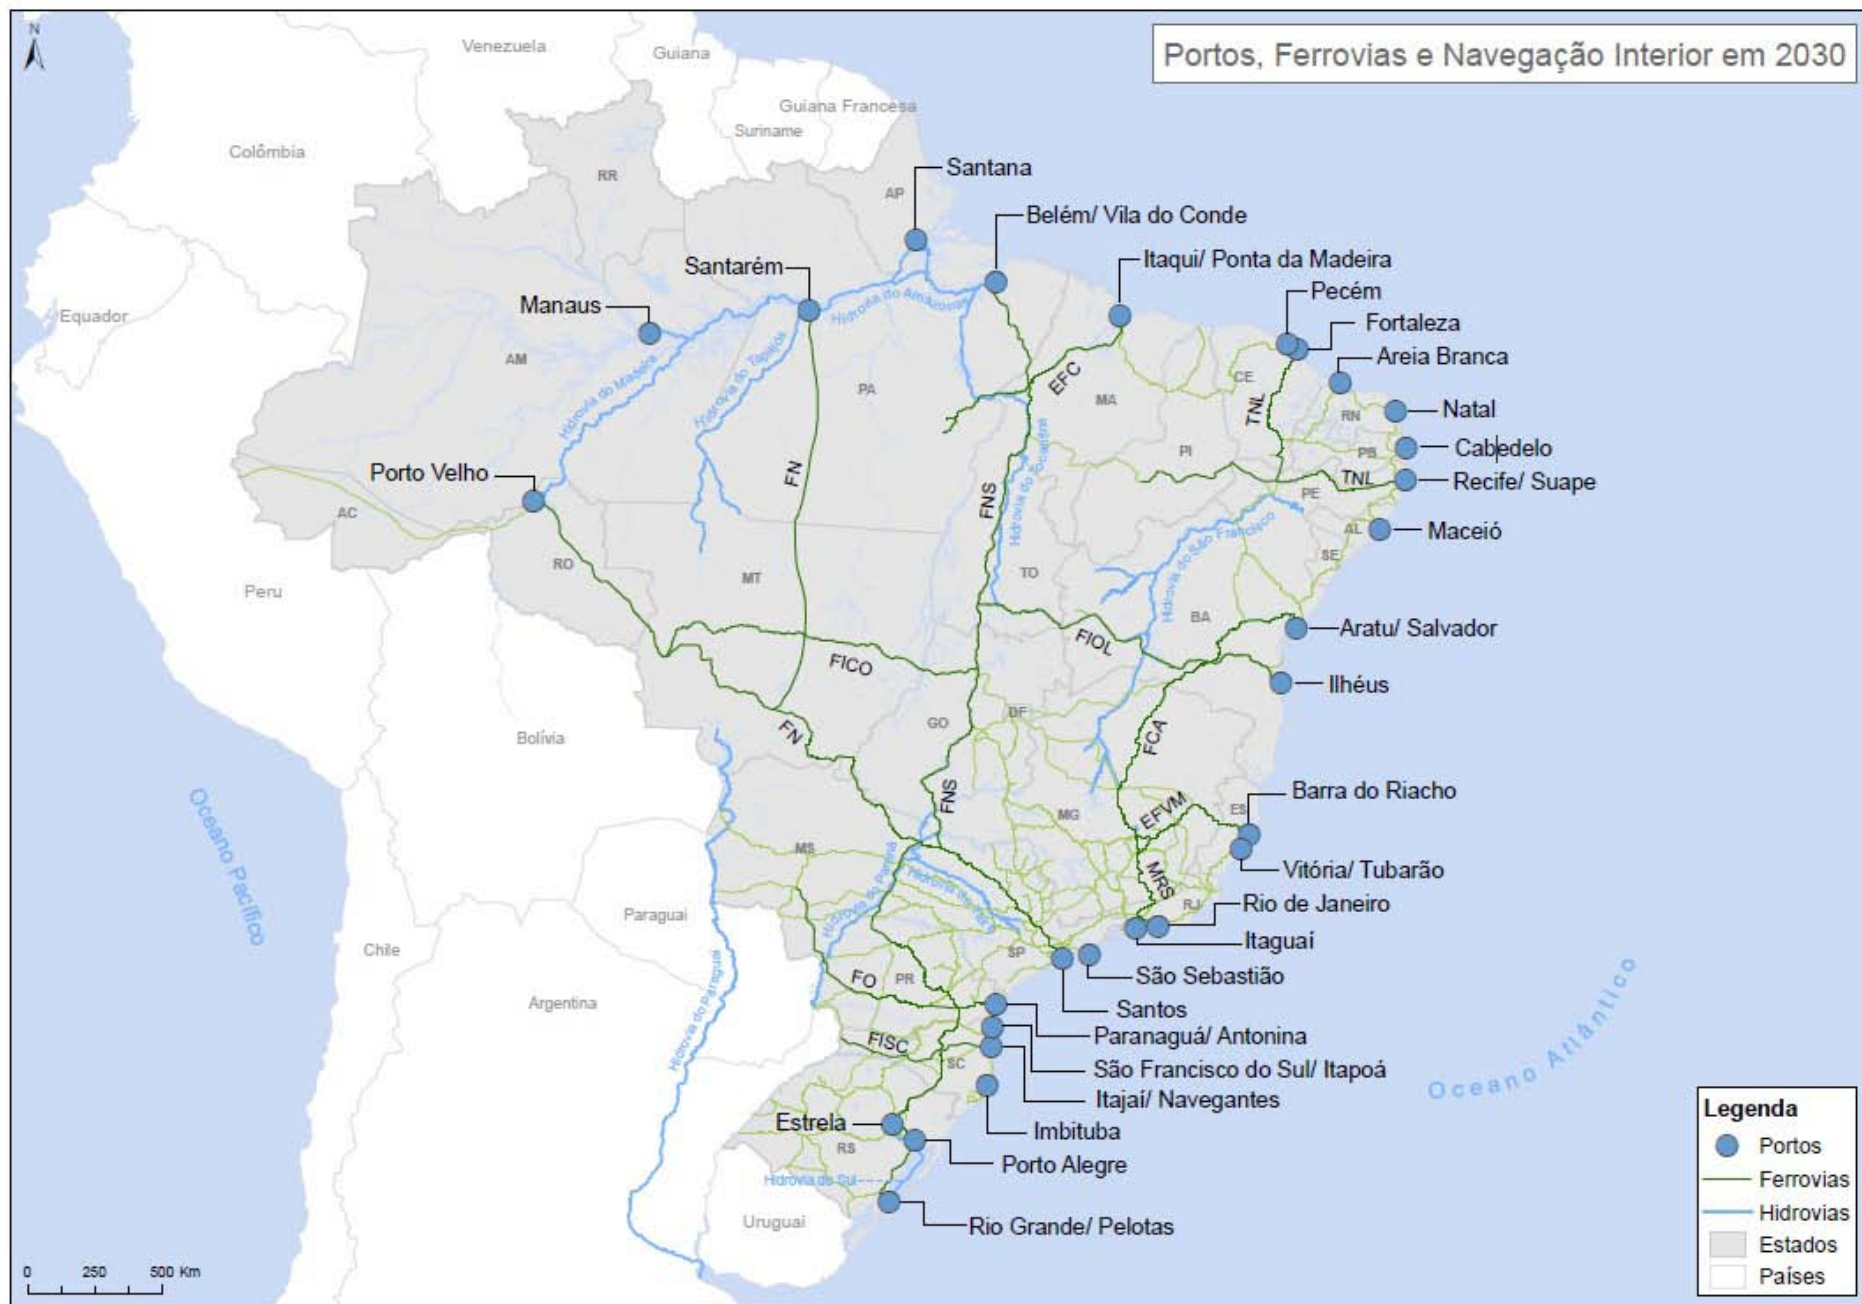 N
Portos, Ferrovias e Navegação Interior em 2030
Venezuela
Guiana
Guiana Francesa
Suriname
Colômbia
RR
AP
Santana
Belém/ Vila do Conde
Itaqui/ Ponta da Madeira
Santarém
Pecém
Manaus
Fortaleza
Equador
Hidrovia do Amazonas
Areia Branca
AM
Hidrovia do Madeira
Hidrovia do Tapajós
PA
EFC
MA
CE
TNL
RN
Natal
PI
PB
Cabedelo
Porto Velho
FN
FNS
Hidrovia do Tocantins
TNL
Recife/ Suape
PE
AC
Hidrovia do São Francisco
AL
Maceió
SE
RO
MT
TO
Peru
BA
Aratu/ Salvador
FIOL
FICO
Ilhéus
GO
DF
FN
FCA
Bolívia
Oceano Pacífico
FNS
Barra do Riacho
MG
EFVM
ES
MS
Hidrovia do Paraná
Vitória/ Tubarão
MRS
Paraguai
RJ
Rio de Janeiro
Itaguaí
Chile
SP
São Sebastião
FO
PR
Argentina
Hidrovia do Paraguai
Santos
Paranaguá/ Antonina
FISC
SC
São Francisco do Sul/ Itapoá
Itajaí/ Navegantes
Oceano Atlântico
Estrela
Imbituba
RS
Porto Alegre
Hidrovia do Sul
Uruguai
Rio Grande/ Pelotas
Legenda
Portos
Ferrovias
Hidrovias
Estados
Países
0 250 500 Km